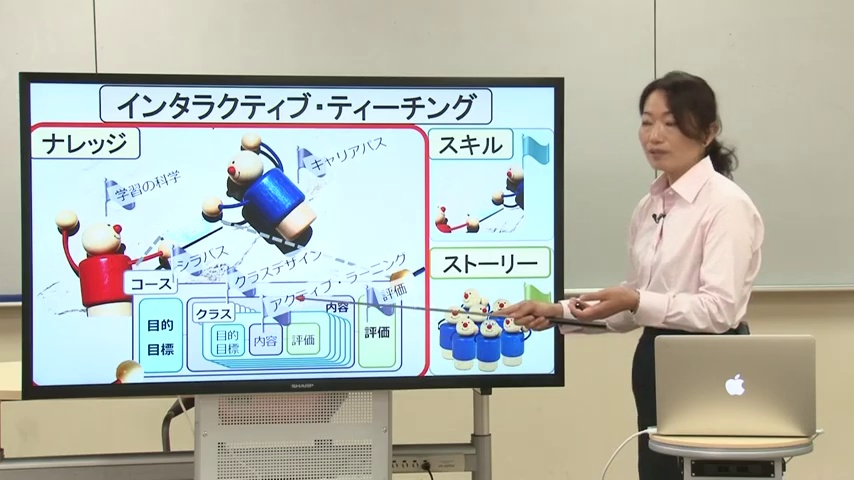 インタラクティブ・ティーチング
ナレッジ
スキル
ストーリー
学習の科学
キャリアパス
シラバス
クラスデザイン
アクティブ・ラーニング
評価
コース
目的
目標
クラス
目的
目標
内容
評価
内容
評価
SHARP